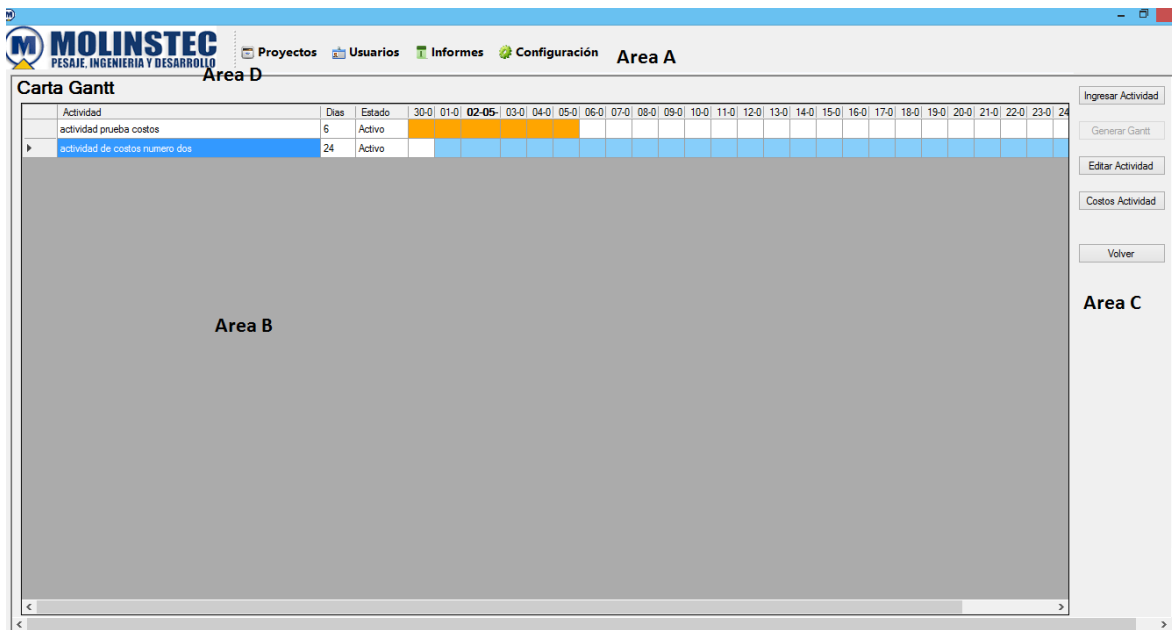 M
M MOLINSTEC
PESAJE, INGENIERIA Y DESARROLLO
Proyectos Usuarios Informes Configuración Area A
Area D
Carta Gantt
Actividad Dias Estado 30-0 01-0 02-05- 03-0 04-0 05-0 06-0 07-0 08-0 09-0 10-0 11-0 12-0 13-0 14-0 15-0 16-0 17-0 18-0 19-0 20-0 21-0 22-0 23-0 24
actividad prueba costos 6 Activo
actividad de costos numero dos 24 Activo
Ingresar Actividad
Generar Gantt
Editar Actividad
Costos Actividad
Volver
Area C
Area B